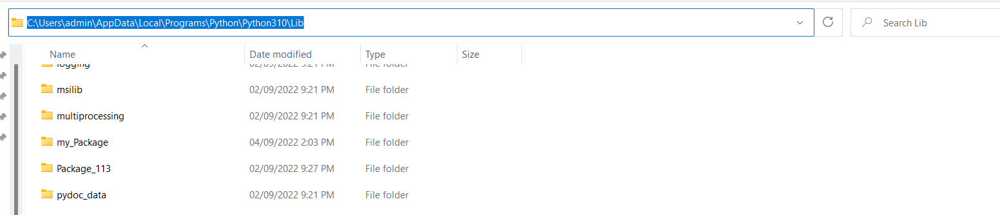 C:\Users\admin\AppData\Local\Programs\Python\Python310\Lib
Search Lib
Name Date modified Type Size
logging 02/09/2022 9:21 PM File folder
msilib 02/09/2022 9:21 PM File folder
multiprocessing 02/09/2022 9:21 PM File folder
my_Package 04/09/2022 2:03 PM File folder
Package_113 02/09/2022 9:27 PM File folder
pydoc_data 02/09/2022 9:21 PM File folder